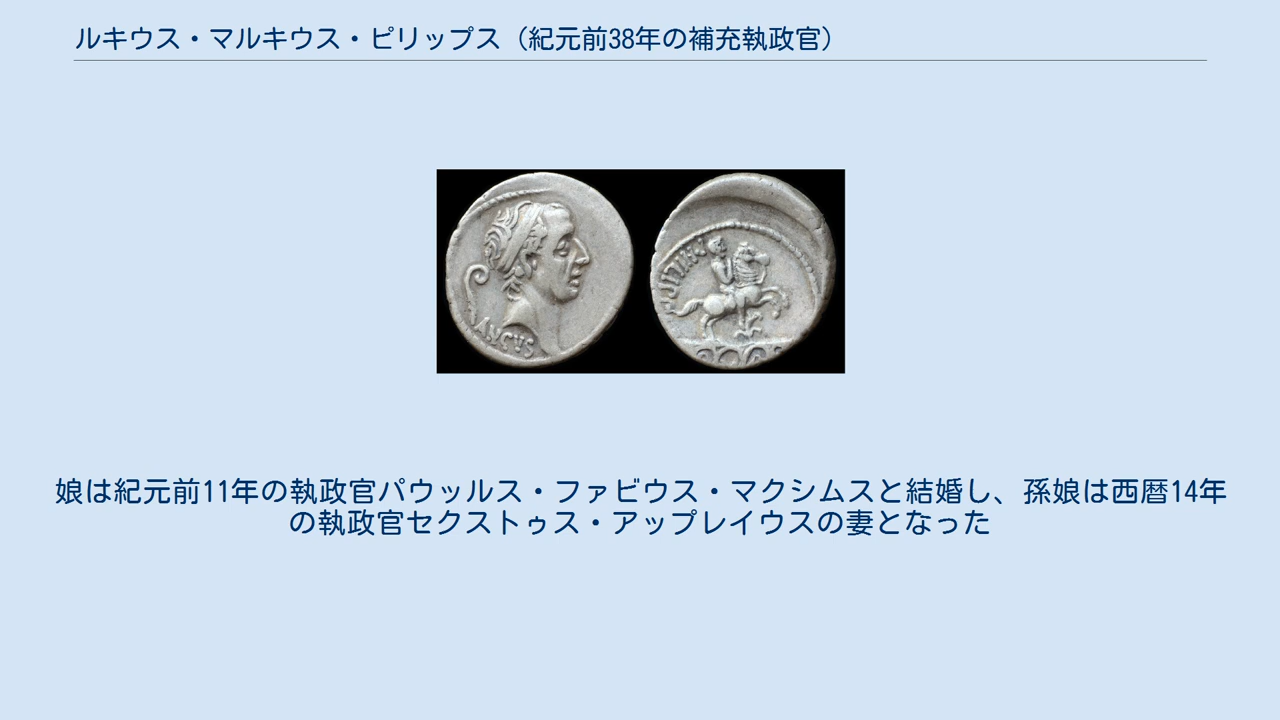 ルキウス・マルキウス・ピリップス（紀元前38年の補充執政官）
ANCVS
PHILIPPVS
娘は紀元前11年の執政官パウッルス・ファビウス・マクシムスと結婚し、孫娘は西暦14年
の執政官セクストゥス・アップレイウスの妻となった